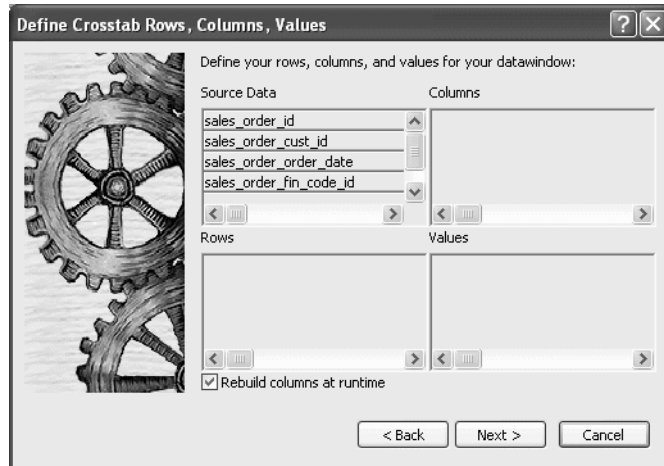 Define Crosstab Rows, Columns, Values
Define your rows, columns, and values for your datawindow:
Source Data
Columns
sales_order_id
sales_order_cust_id
sales_order_order_date
sales_order_fin_code_id
Rows
Values
Rebuild columns at runtime
< Back
Next >
Cancel